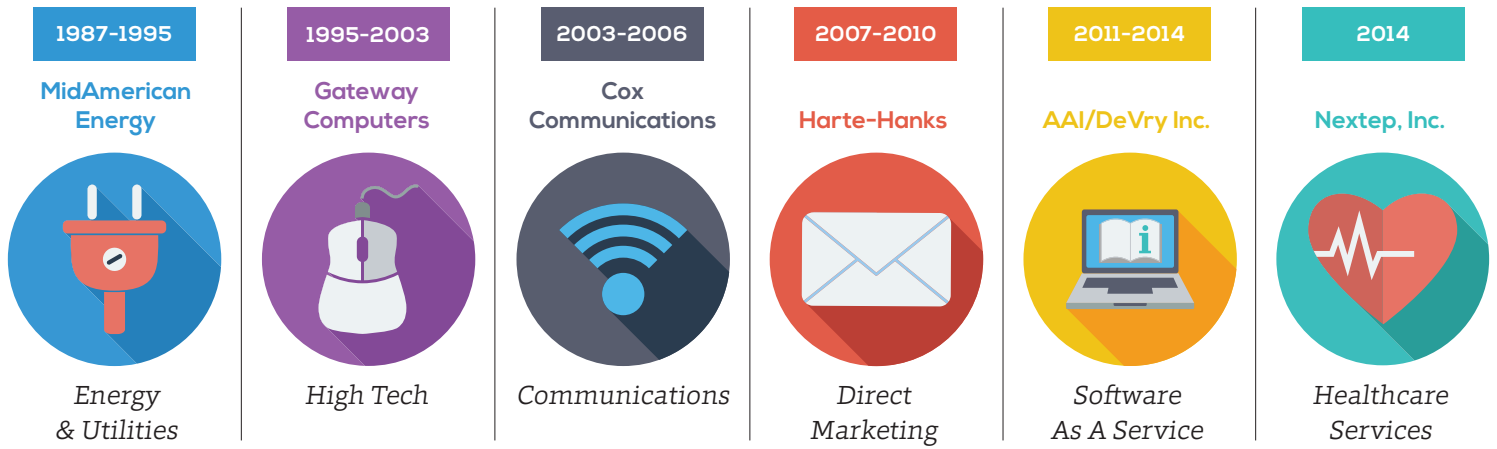 1987-1995
MidAmerican
Energy
Energy
& Utilities
1995-2003
Gateway
Computers
High Tech
2003-2006
Cox
Communications
Communications
2007-2010
Harte-Hanks
Direct
Marketing
2011-2014
AAI/DeVry Inc.
i
Software
As A Service
2014
Nextep, Inc.
Healthcare
Services